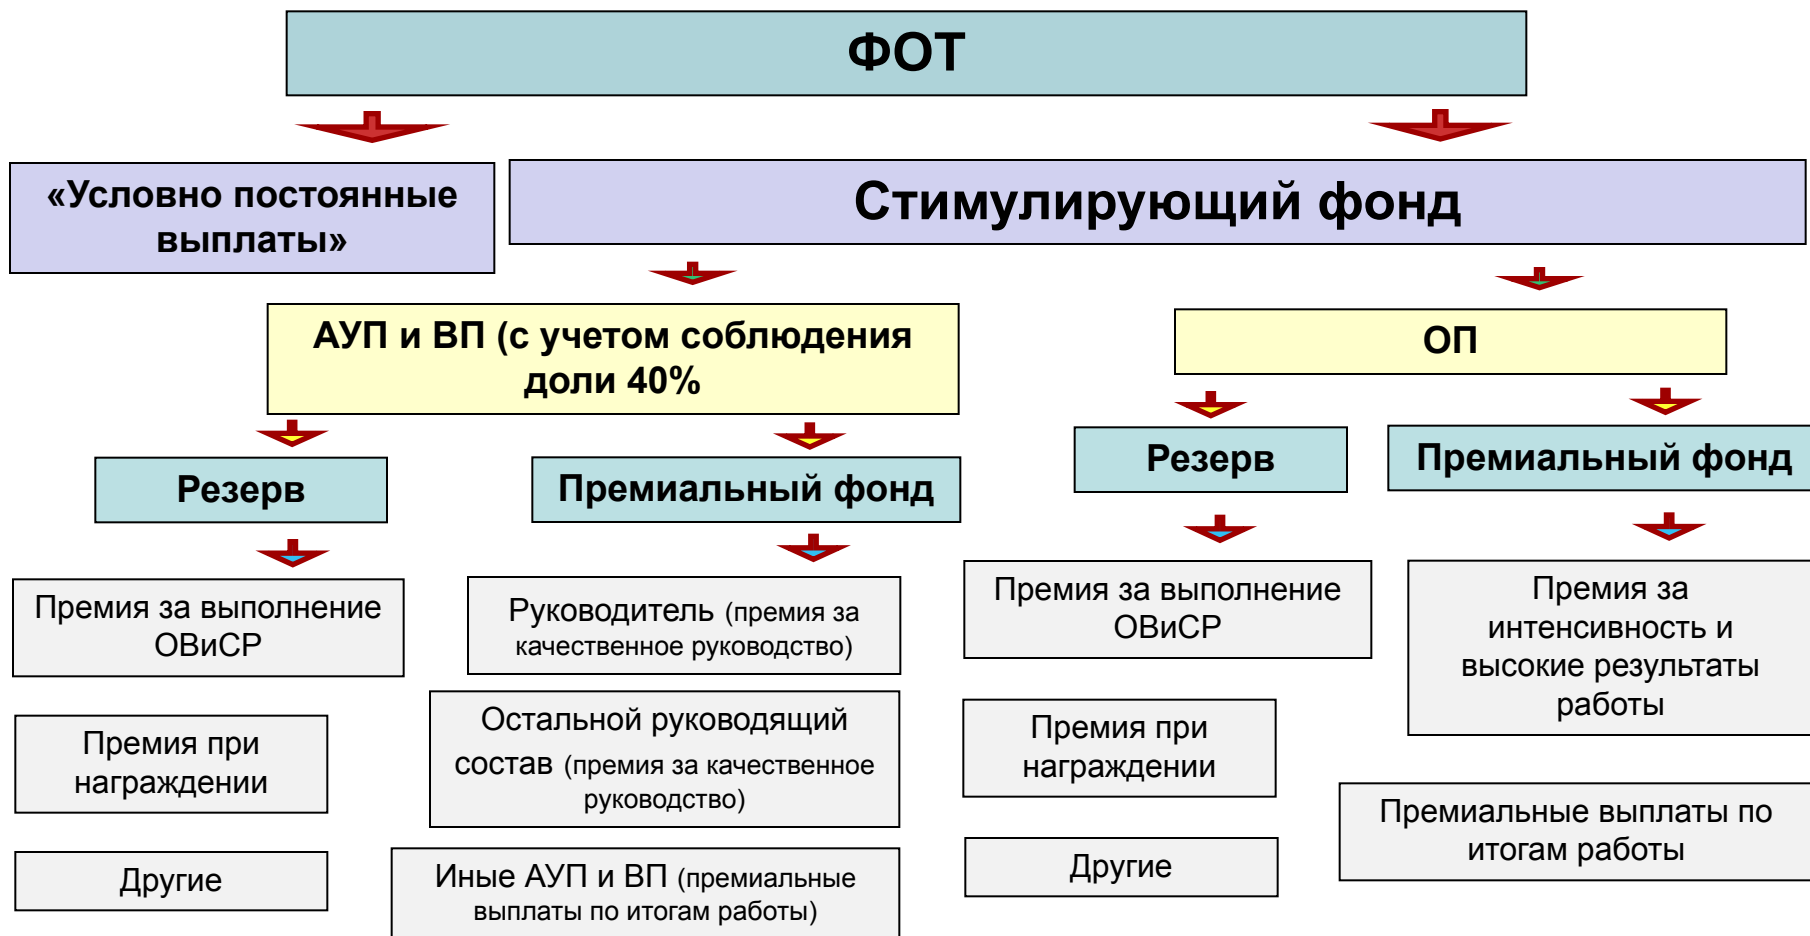 ФОТ
«Условно постоянные
выплаты»
Стимулирующий фонд
АУП и ВП (с учетом соблюдения
доли 40%
ОП
Резерв
Премиальный фонд
Резерв
Премиальный фонд
Премия за выполнение
ОВиСР
Премия при
награждении
Другие
Руководитель (премия за
качественное руководство)
Остальной руководящий
состав (премия за качественное
руководство)
Иные АУП и ВП (премиальные
выплаты по итогам работы)
Премия за выполнение
ОВиСР
Премия при
награждении
Другие
Премия за
интенсивность и
высокие результаты
работы
Премиальные выплаты по
итогам работы